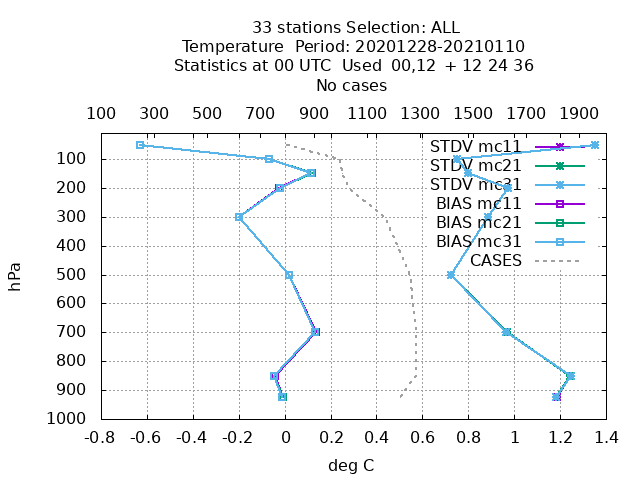 33 stations Selection: ALL
Temperature  Period: 20201228-20210110
Statistics at 00 UTC  Used  00,12  + 12 24 36
No cases
100 250 500 750 900 1000 1100 1300 1500 1700 1900
STDV mc11
STDV mc21
STDV mc31
BIAS mc11
BIAS mc21
BIAS mc31
CASES
100
200
300
400
500
600
700
800
900
1000
hPa
-0.8 -0.6 -0.4 -0.2 0 0.2 0.4 0.6 0.8 1 1.2 1.4
deg C